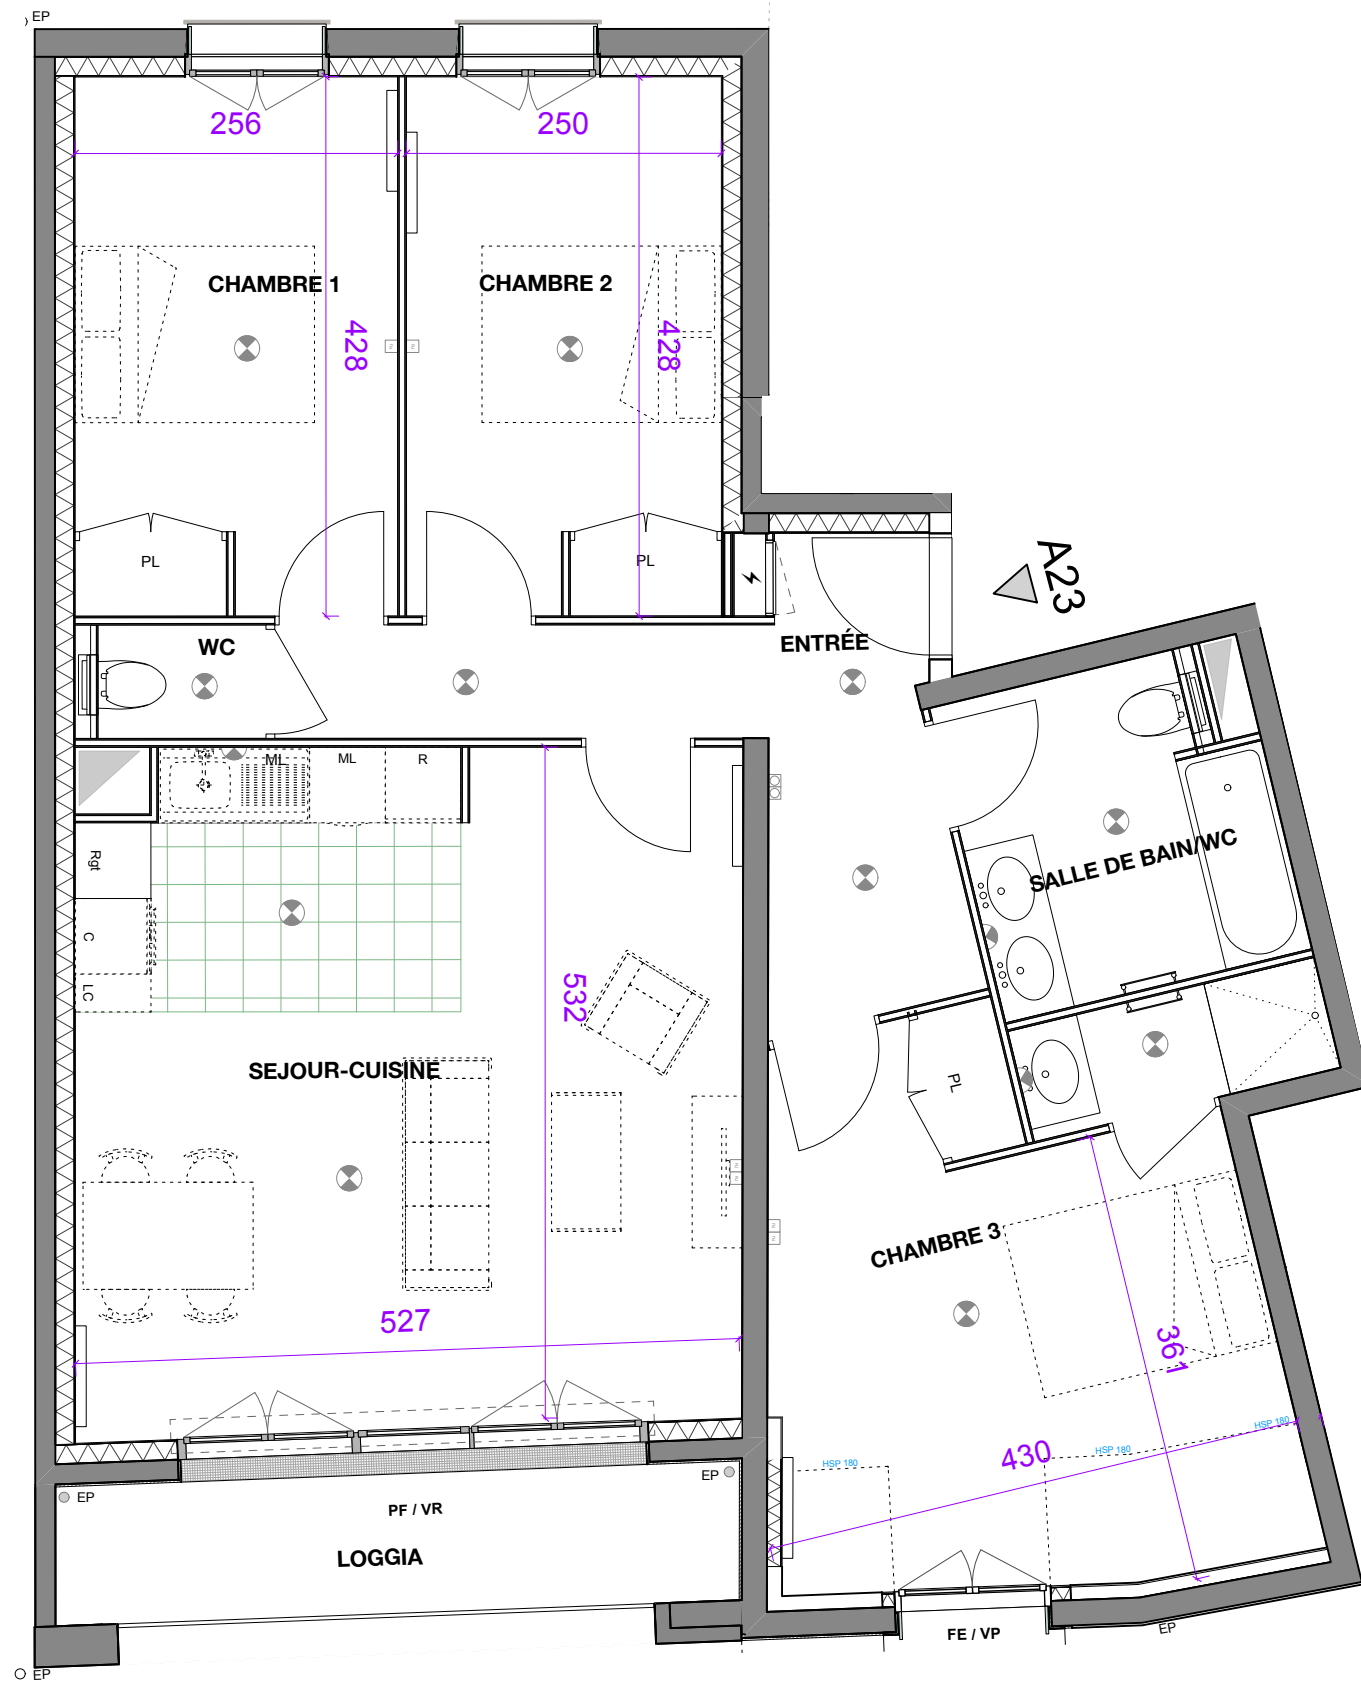 EP
256
250
CHAMBRE 1
CHAMBRE 2
428
428
PL
PL
A23
WC
ENTRÉE
ML
ML
R
Rgt
C
LC
SALLE DE BAIN/WC
532
SEJOUR-CUISINE
PL
CHAMBRE 3
527
361
430
HSP 180
HSP 180
HSP 180
EP
EP
PF / VR
LOGGIA
FE / VP
EP
EP